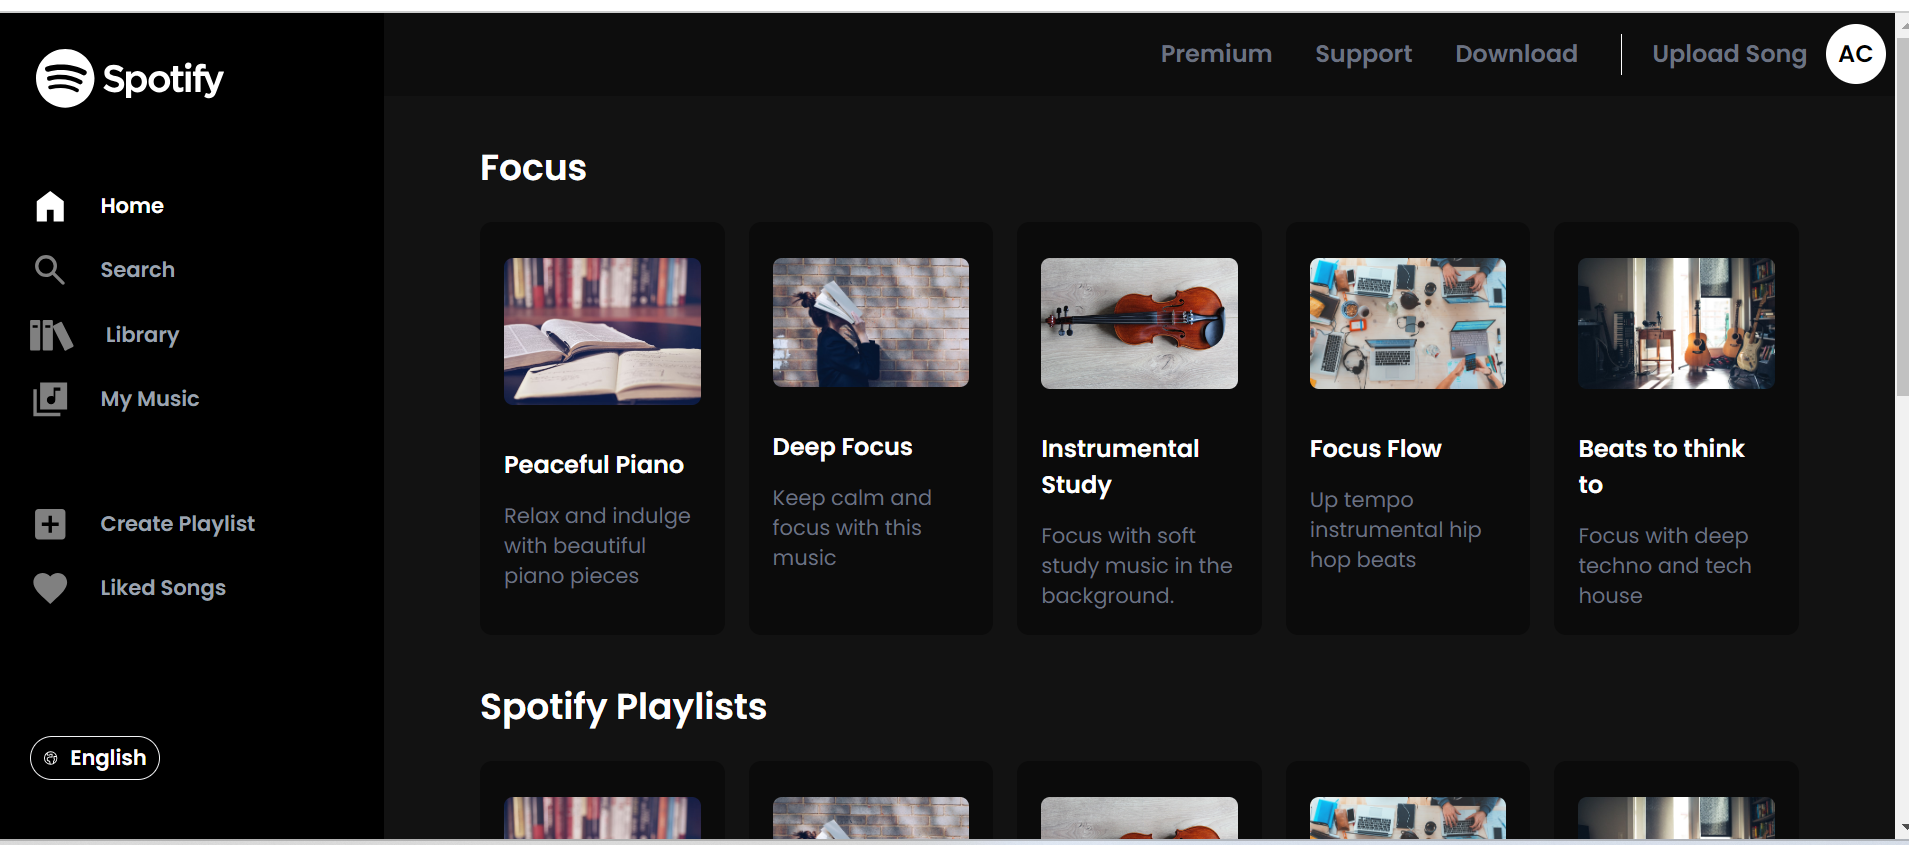 Spotify
Premium
Support
Download
Upload Song
AC
Home
Search
Library
My Music
Create Playlist
Liked Songs
English
Focus
Peaceful Piano
Relax and indulge
with beautiful
piano pieces
Deep Focus
Keep calm and
focus with this
music
Instrumental
Study
Focus with soft
study music in the
background.
Focus Flow
Up tempo
instrumental hip
hop beats
Beats to think
to
Focus with deep
techno and tech
house
Spotify Playlists